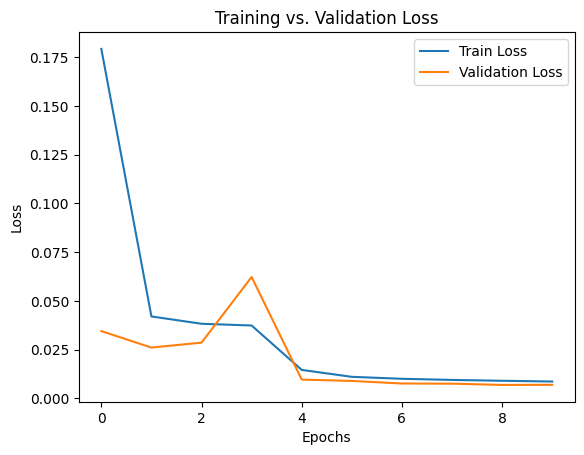 Training vs. Validation Loss
Train Loss
Validation Loss
0.175
0.150
0.125
0.100
0.075
0.050
0.025
0.000
Loss
0 2 4 6 8
Epochs